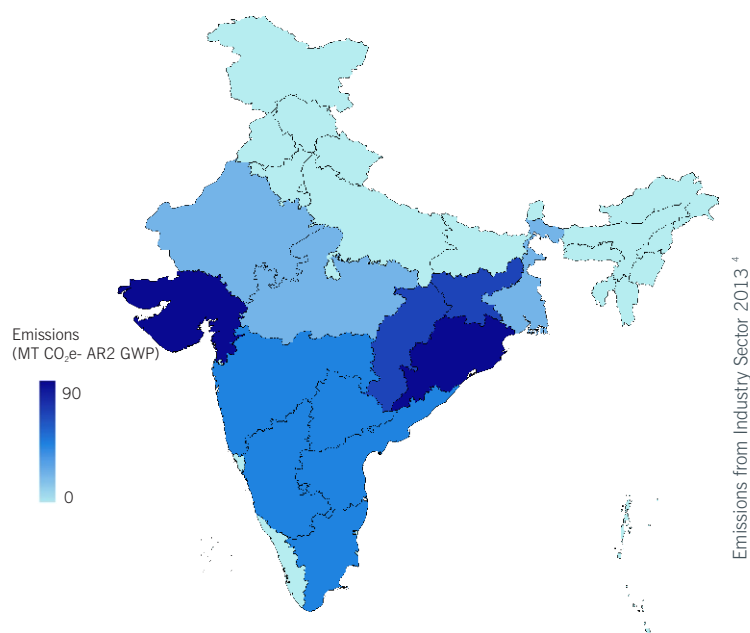 Emissions
(MT CO₂e- AR2 GWP)
90
0
Emissions from Industry Sector 2013 ⁴